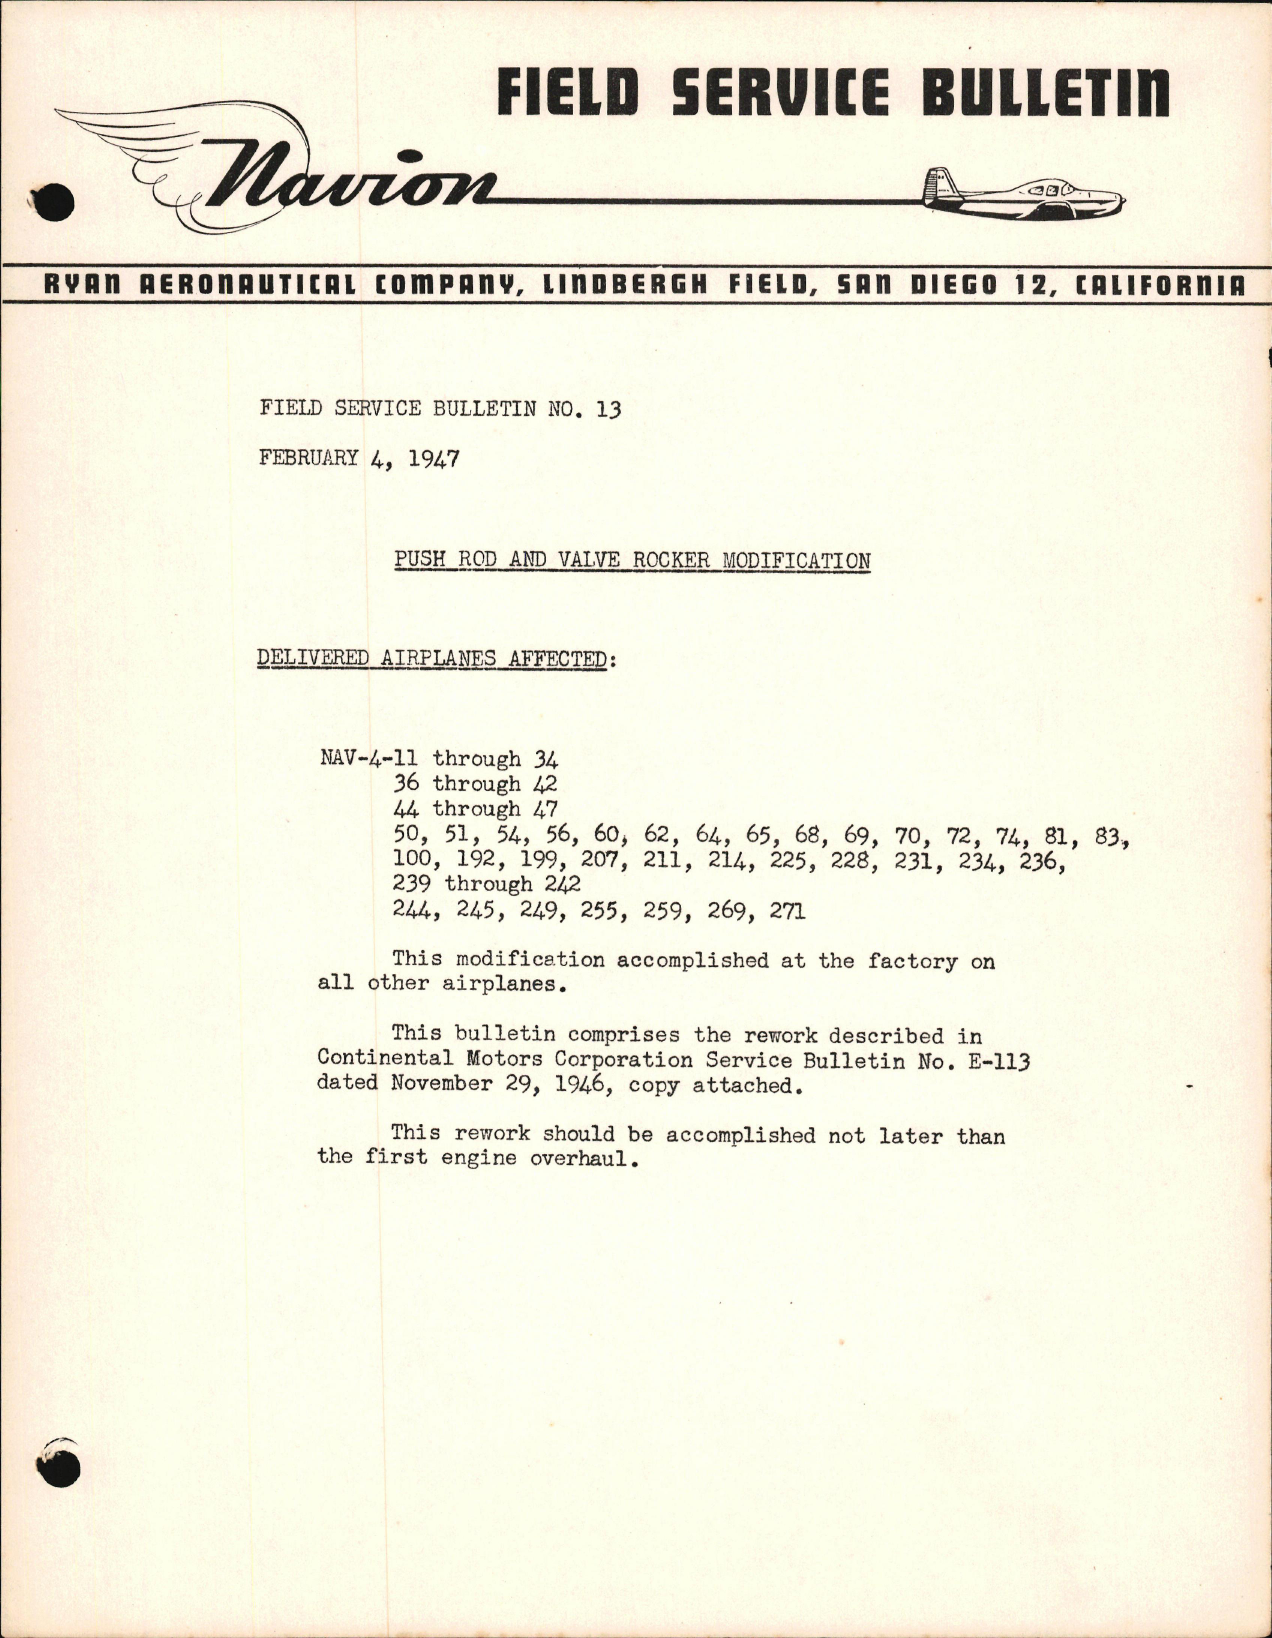 FIELD SERVICE BULLETIN
Navion
RYAN AERONAUTICAL COMPANY, LINDBERGH FIELD, SAN DIEGO 12, CALIFORNIA
FIELD SERVICE BULLETIN NO. 13
FEBRUARY 4, 1947
PUSH ROD AND VALVE ROCKER MODIFICATION
DELIVERED AIRPLANES AFFECTED:
NAV-4-11 through 34
36 through 42
44 through 47
50, 51, 54, 56, 60, 62, 64, 65, 68, 69, 70, 72, 74, 81, 83,
100, 192, 199, 207, 211, 214, 225, 228, 231, 234, 236,
239 through 242
244, 245, 249, 255, 259, 269, 271
This modification accomplished at the factory on
all other airplanes.
This bulletin comprises the rework described in
Continental Motors Corporation Service Bulletin No. E-113
dated November 29, 1946, copy attached.
This rework should be accomplished not later than
the first engine overhaul.